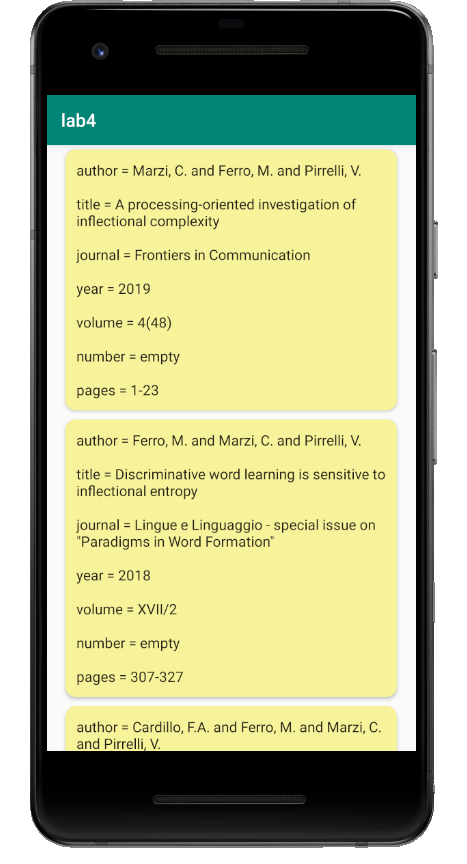 lab4
author = Marzi, C. and Ferro, M. and Pirrelli, V.
title = A processing-oriented investigation of
inflectional complexity
journal = Frontiers in Communication
year = 2019
volume = 4(48)
number = empty
pages = 1-23
author = Ferro, M. and Marzi, C. and Pirrelli, V.
title = Discriminative word learning is sensitive to
inflectional entropy
journal = Lingue e Linguaggio - special issue on
"Paradigms in Word Formation"
year = 2018
volume = XVII/2
number = empty
pages = 307-327
author = Cardillo, F.A. and Ferro, M. and Marzi, C.
and Pirrelli, V.